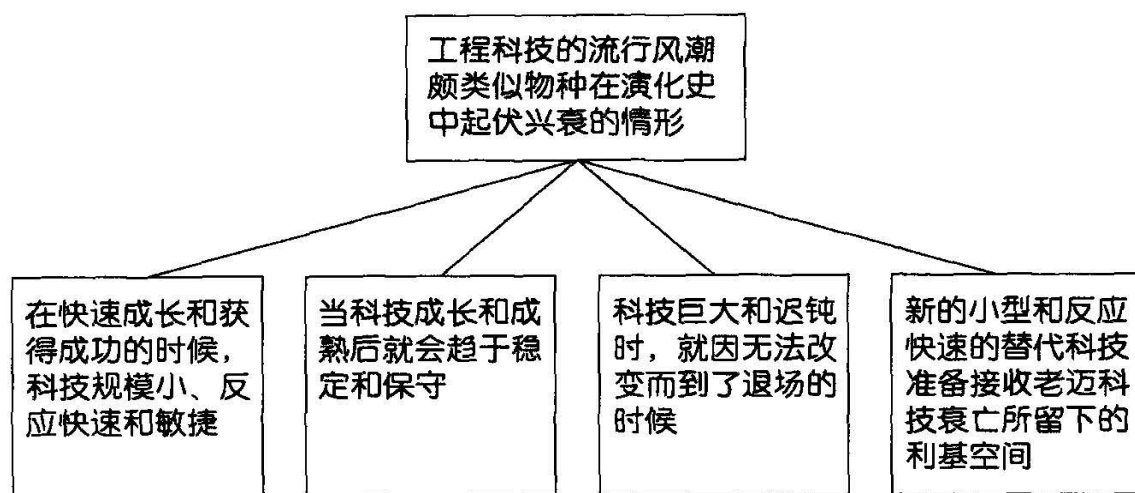 工程科技的流行风潮
颇类似物种在演化史
中起伏兴衰的情形
在快速成长和获
得成功的时候，
科技规模小、反
应快速和敏捷
当科技成长和成
熟后就会趋于稳
定和保守
科技巨大和迟钝
时，就因无法改
变而到了退场的
时候
新的小型和反应
快速的替代科技
准备接收老迈科
技衰亡所留下的
利基空间